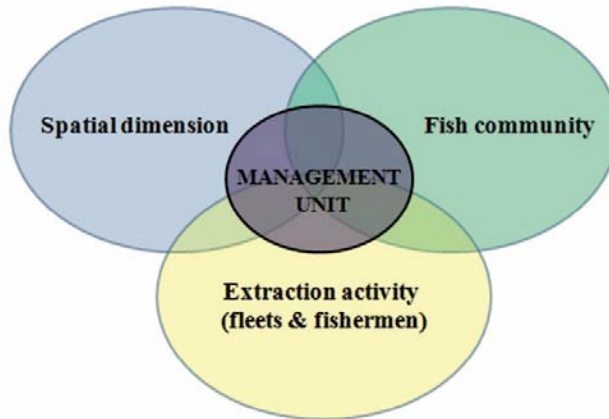 Spatial dimension
Fish community
MANAGEMENT
UNIT
Extraction activity
(fleets & fishermen)